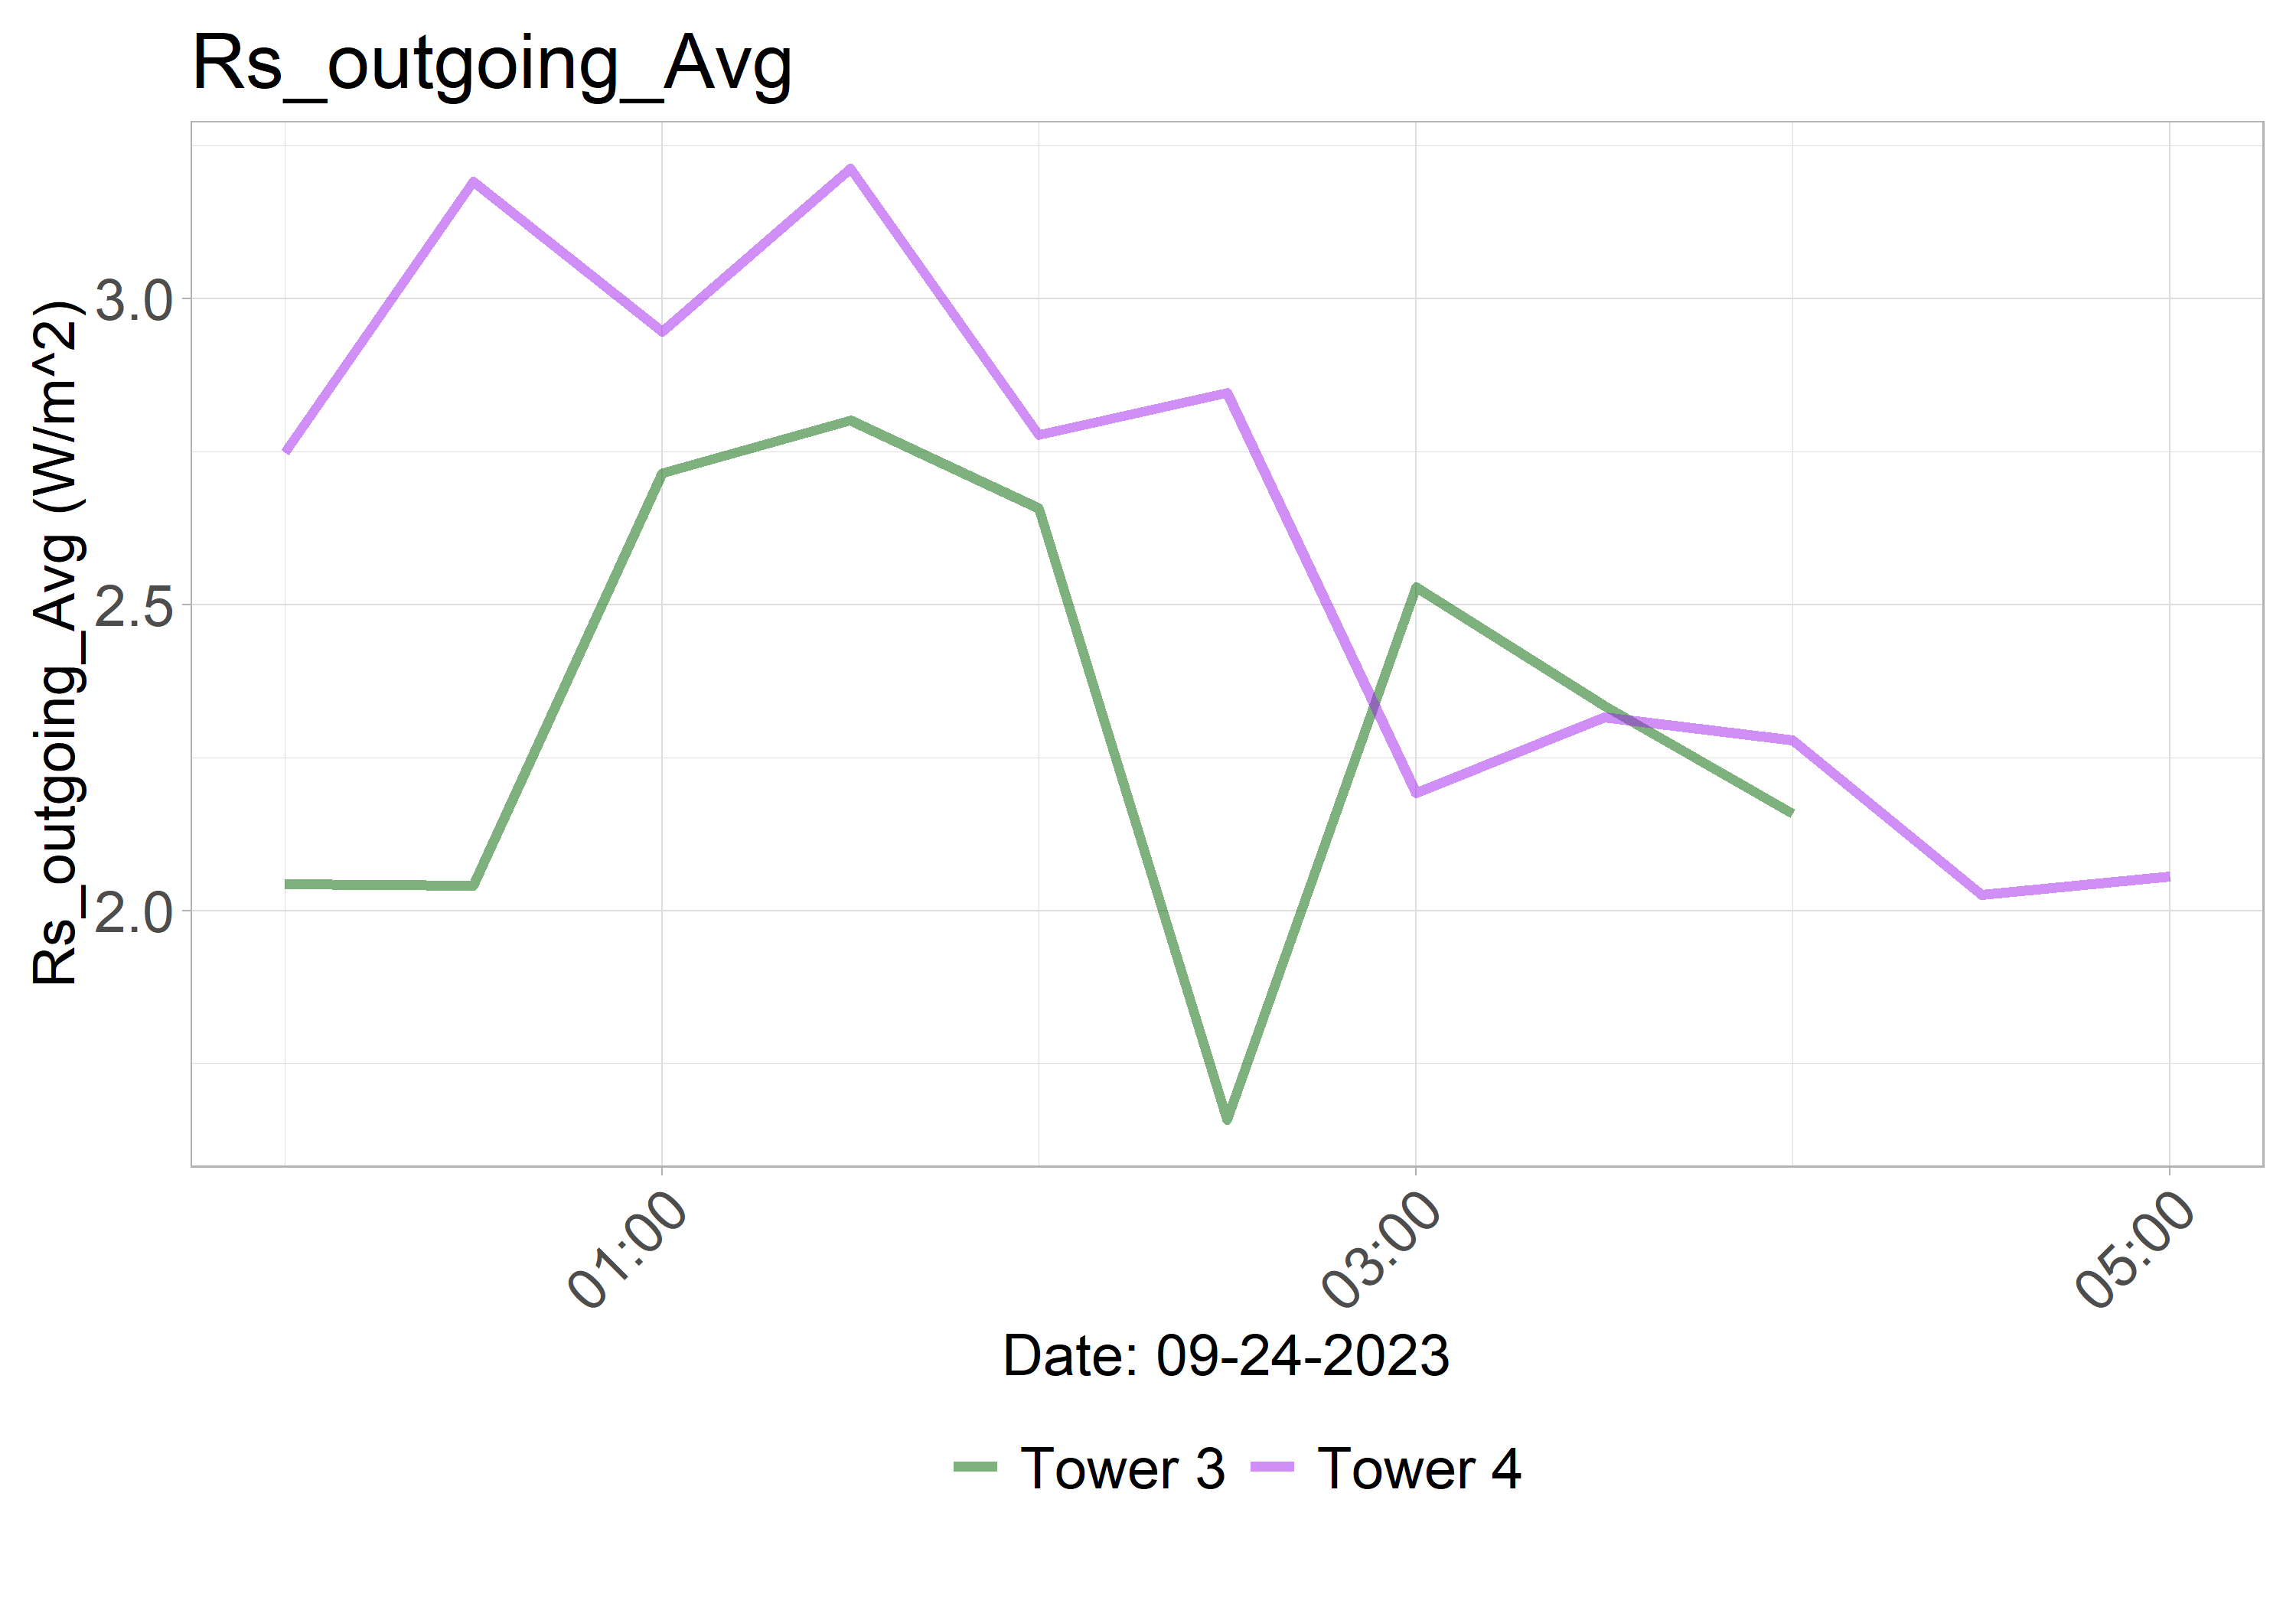 Rs_outgoing_Avg
Rs_outgoing_Avg (W/m^2)
3.0
2.5
2.0
01:00
03:00
05:00
Date: 09-24-2023
Tower 3
Tower 4